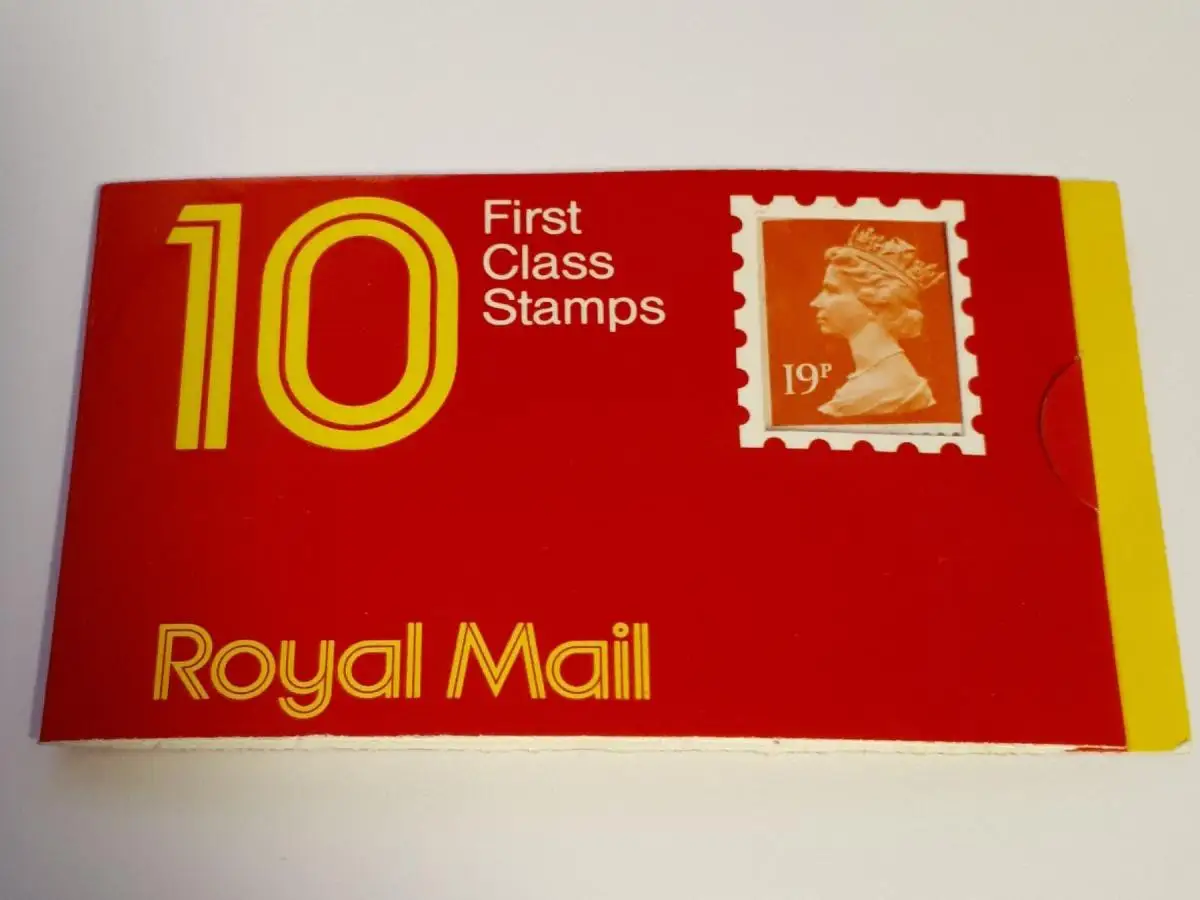 10
First
Class
Stamps
19P
Royal Mail